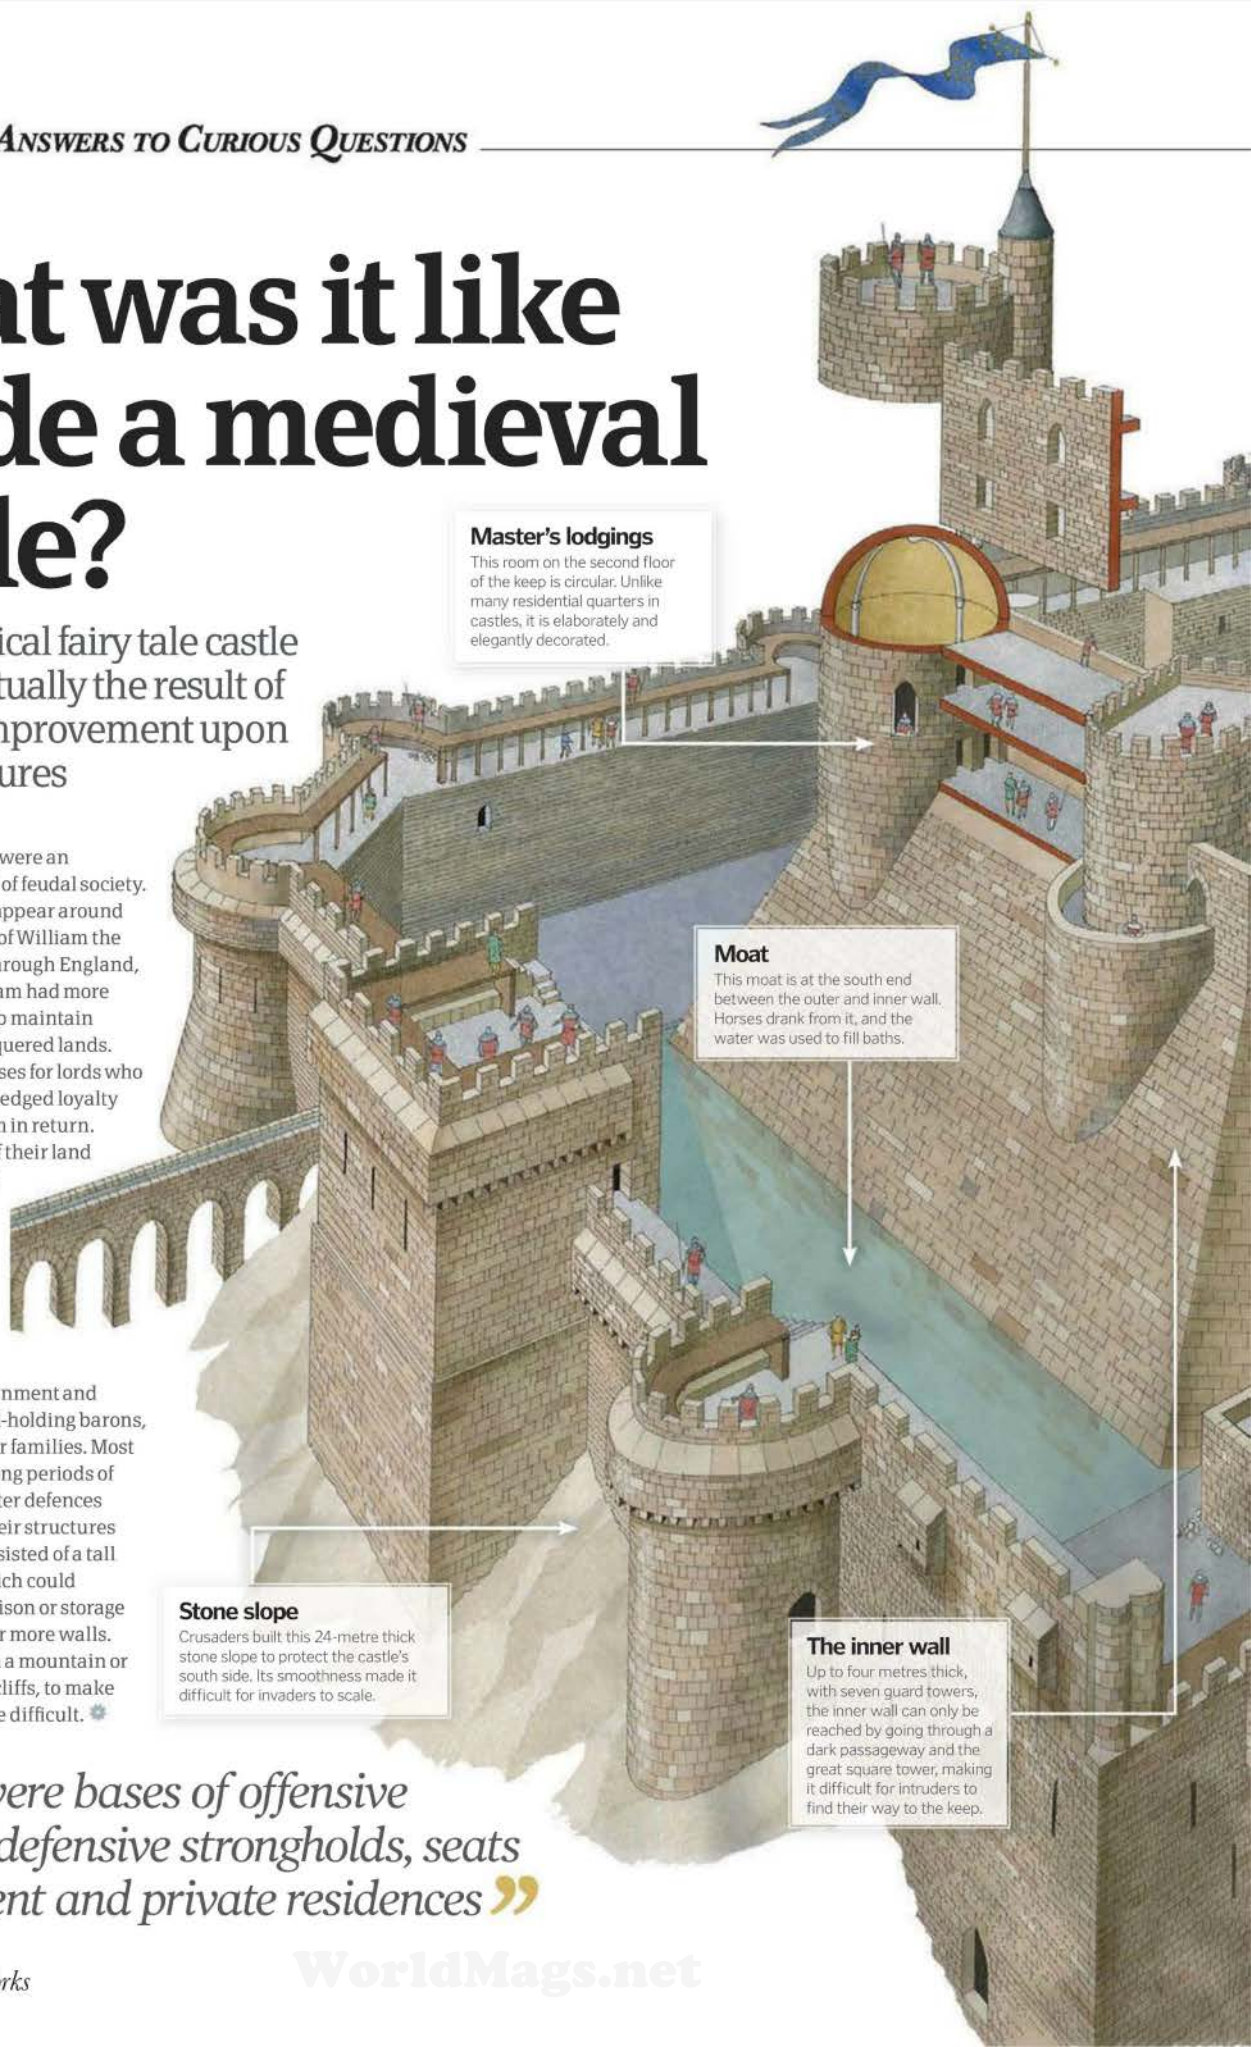 ANSWERS TO CURIOUS QUESTIONS
at was it like
de a medieval
le?
Master's lodgings
This room on the second floor
of the keep is circular. Unlike
many residential quarters in
castles, it is elaborately and
elegantly decorated.
ical fairy tale castle
tually the result of
nprovement upon
ures
were an
of feudal society.
appear around
of William the
rough England,
am had more
o maintain
quered lands.
ses for lords who
edged loyalty
n in return.
f their land
Moat
This moat is at the south end
between the outer and inner wall.
Horses drank from it, and the
water was used to fill baths.
nment and
-holding barons,
r families. Most
ng periods of
ter defences
eir structures
sisted of a tall
ich could
ison or storage
r more walls.
a mountain or
cliffs, to make
e difficult.
Stone slope
Crusaders built this 24-metre thick
stone slope to protect the castle's
south side. Its smoothness made it
difficult for invaders to scale.
The inner wall
Up to four metres thick,
with seven guard towers,
the inner wall can only be
reached by going through a
dark passageway and the
great square tower, making
it difficult for intruders to
find their way to the keep.
vere bases of offensive
defensive strongholds, seats
ent and private residences”
WorldMags.net
rks